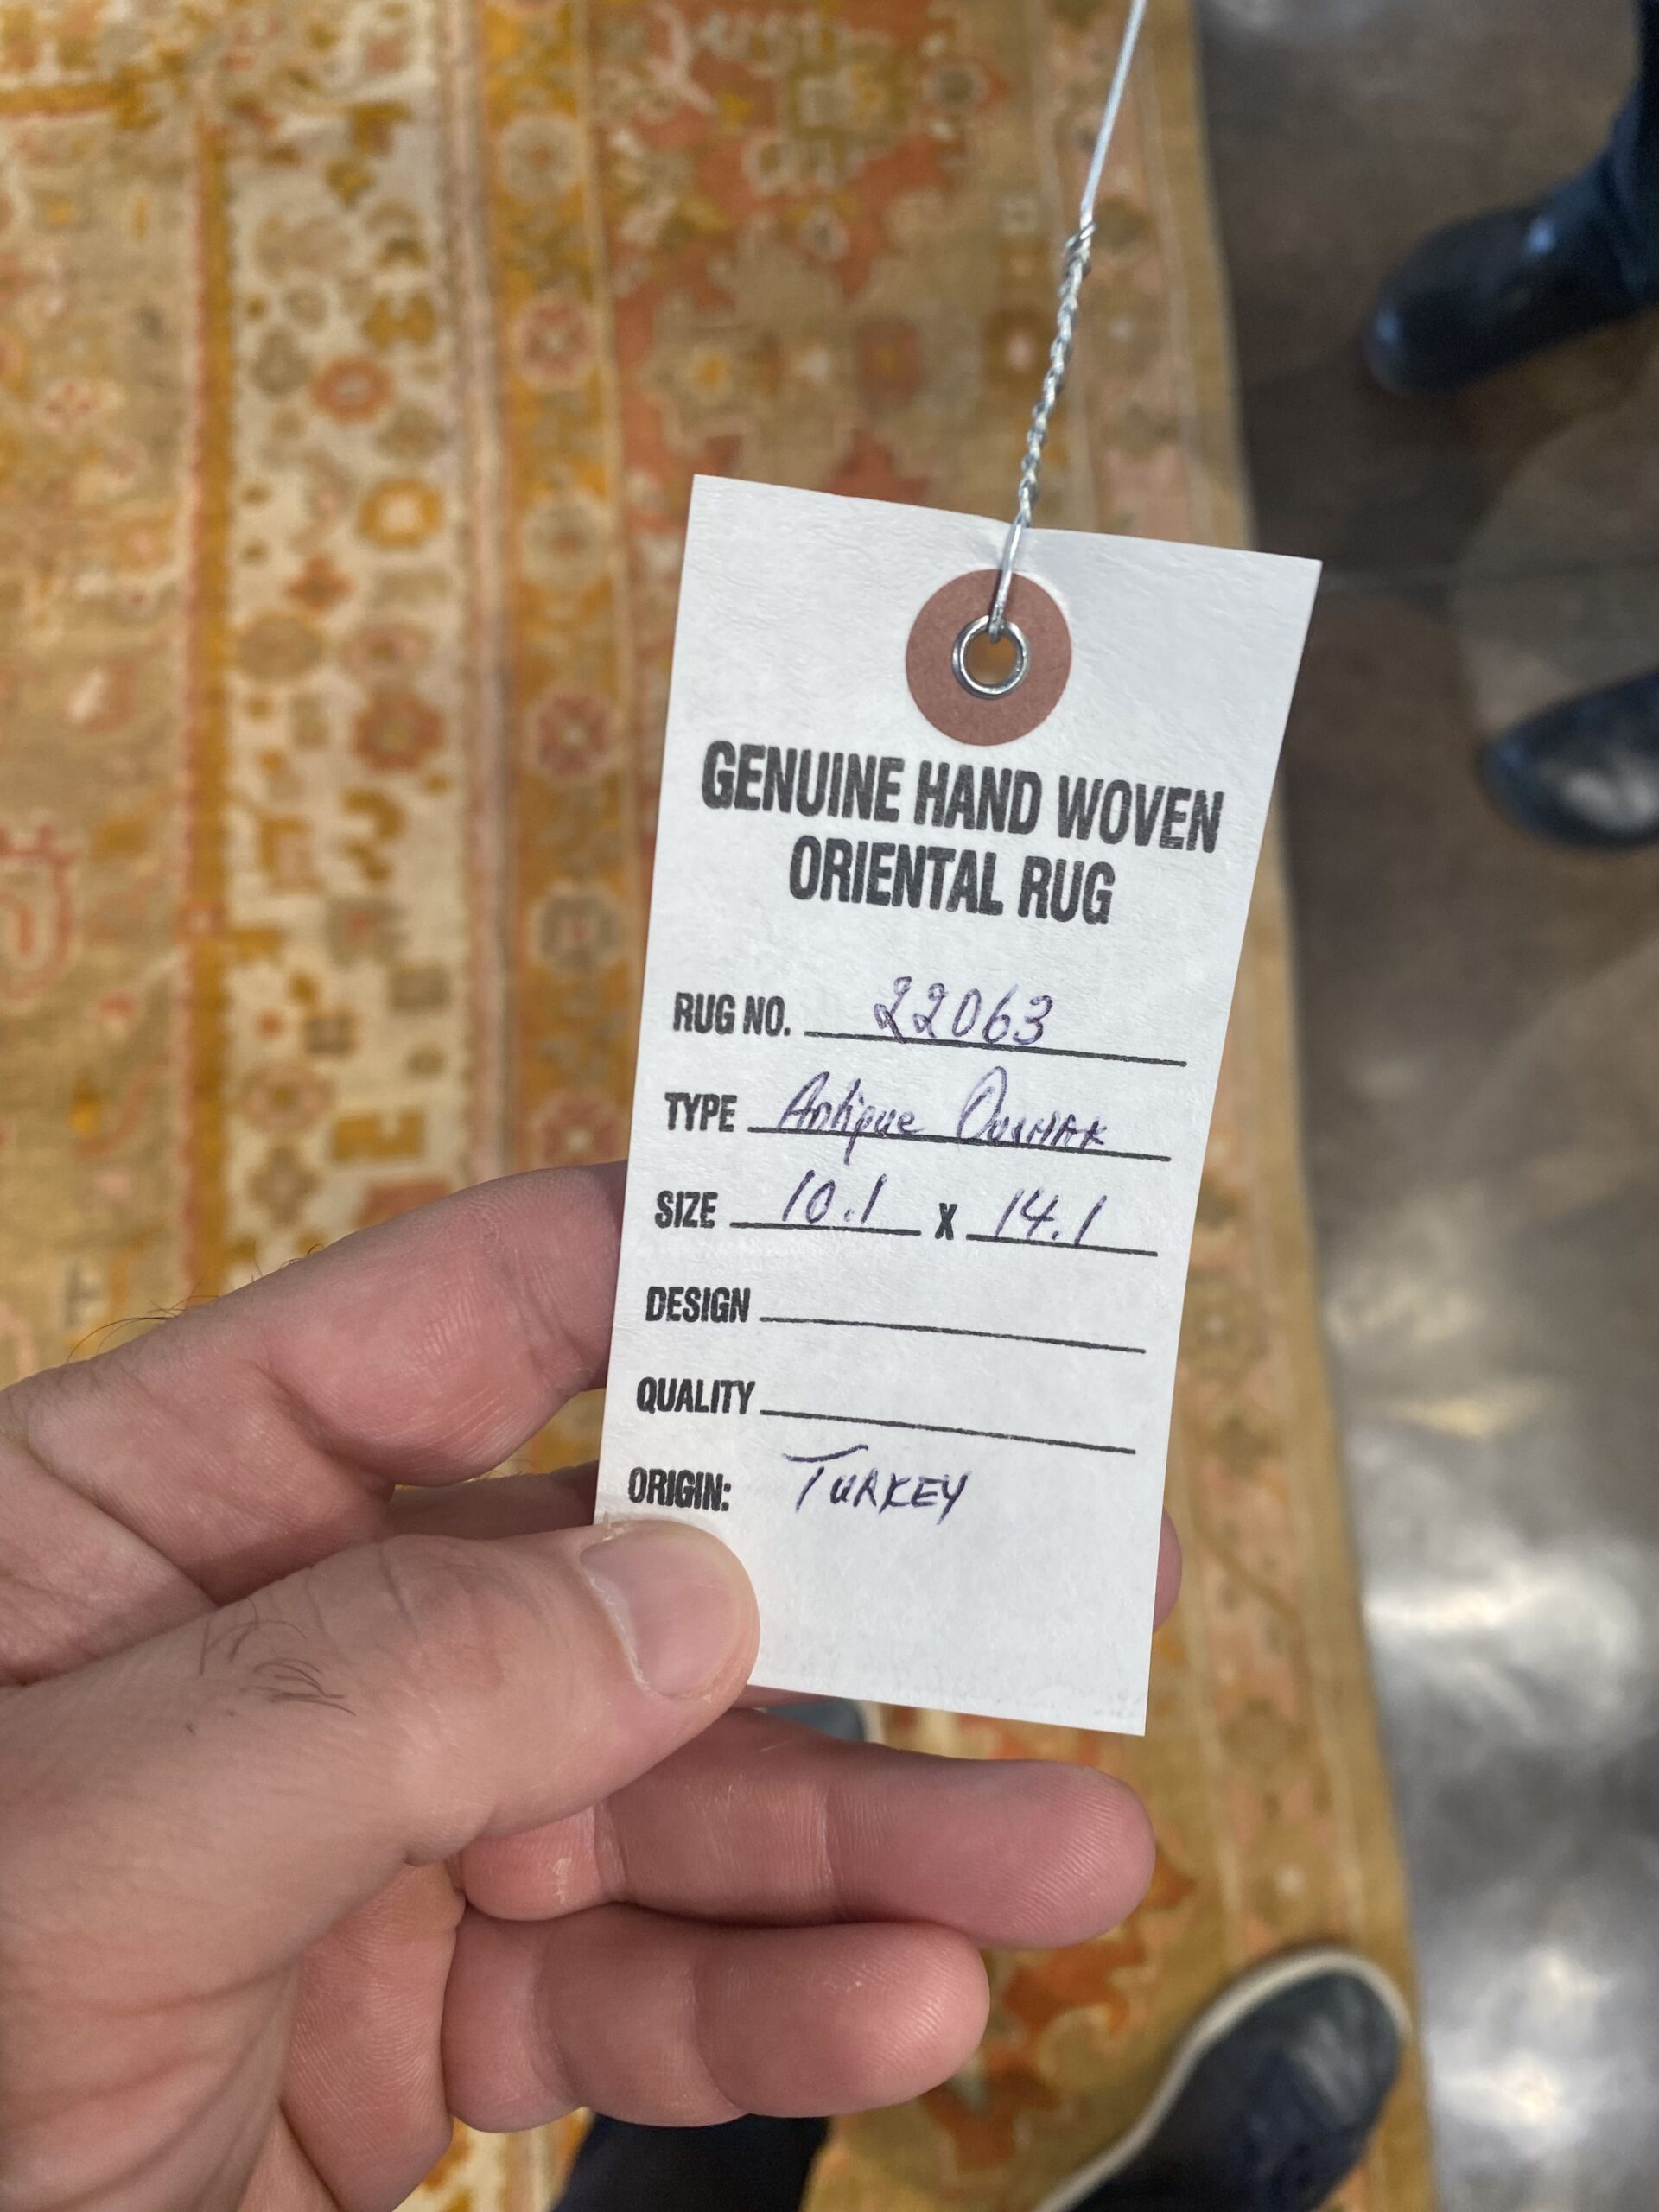 GENUINE HAND WOVEN
ORIENTAL RUG
RUG NO. 22063
TYPE Antique Oushak
SIZE 10.1 X 14.1
DESIGN
QUALITY
ORIGIN: TURKEY